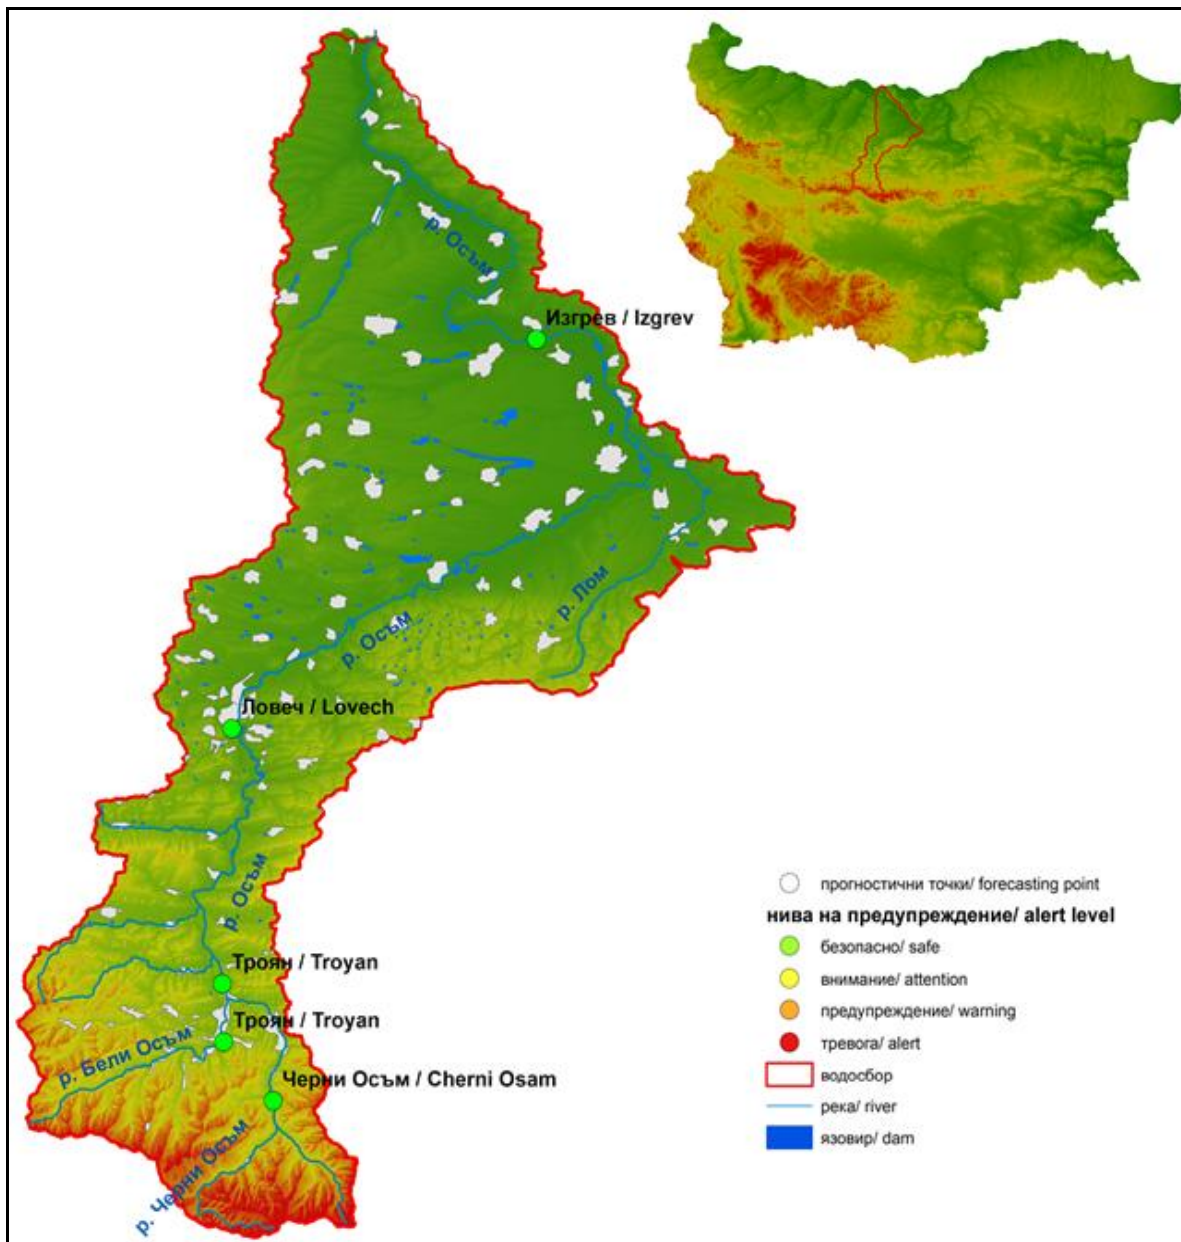 р. Осъм
Изгрев / Izgrev
р. Лом
р. Осъм
Ловеч / Lovech
р. Осъм
Троян / Troyan
Троян / Troyan
р. Бели Осъм
Черни Осъм / Cherni Osam
р. Черни Осъм
прогностични точки/ forecasting point
нива на предупреждение/ alert level
безопасно/ safe
внимание/ attention
предупреждение/ warning
тревога/ alert
водосбор
река/ river
язовир/ dam